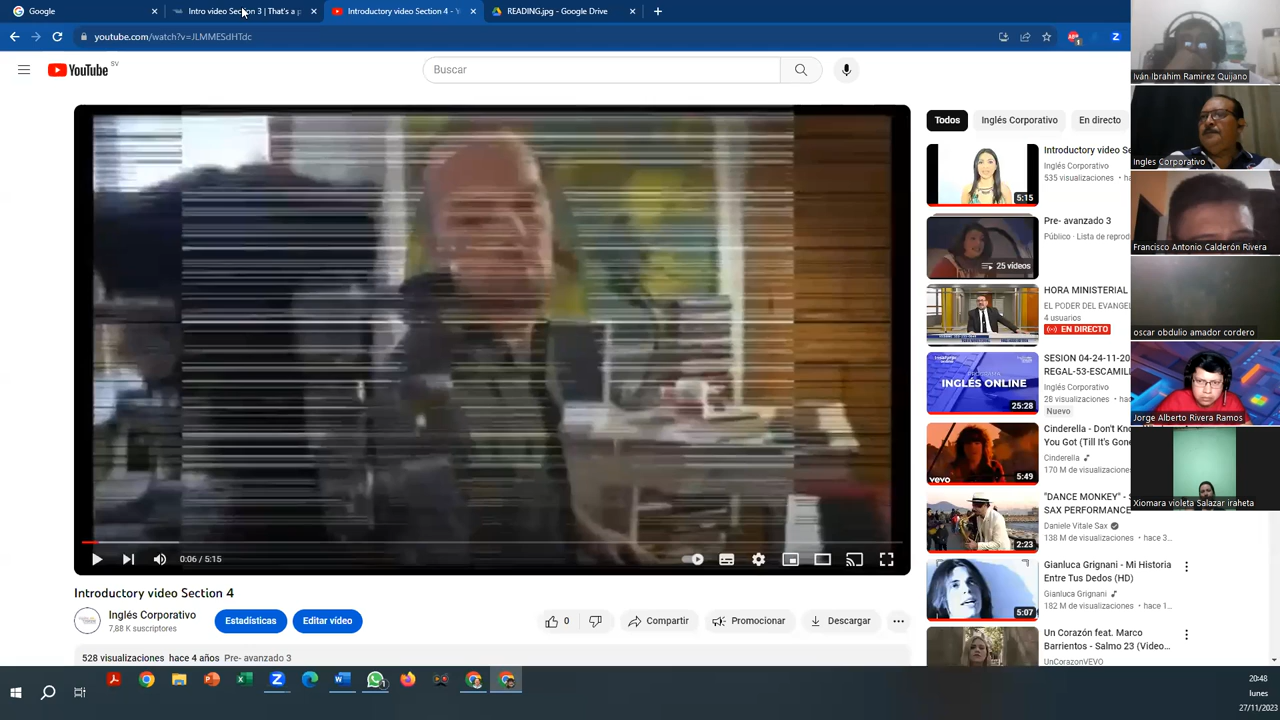 Google
Intro video Section 3 | That's a p
Introductory video Section 4 - Y
READING.jpg - Google Drive
youtube.com/watch?v=JLMMESdHTdc
YouTube SV
Buscar
Todos
Inglés Corporativo
En directo
Introductory video Se
Inglés Corporativo
535 visualizaciones • h
5:15
Pre- avanzado 3
Público · Lista de reprod
25 vídeos
HORA MINISTERIAL
EL PODER DEL EVANGEL
4 usuarios
EN DIRECTO
SESION 04-24-11-20
REGAL-53-ESCAMILL
Inglés Corporativo
28 visualizaciones • ha
Nuevo
INGLÉS ONLINE
25:28
Cinderella - Don't Kno
You Got (Till It's Gone
Cinderella
170 M de visualizaciones
vevo
5:49
"DANCE MONKEY" - S
SAX PERFORMANCE
Daniele Vitale Sax
138 M de visualizaciones • hace 3...
2:23
Gianluca Grignani - Mi Historia
Entre Tus Dedos (HD)
Gianluca Grignani
182 M de visualizaciones • hace 1...
5:07
Un Corazón feat. Marco
Barrientos - Salmo 23 (Video...
UnCorazonVEVO
0:06 / 5:15
Introductory video Section 4
Inglés Corporativo
7,88 K suscriptores
Estadísticas
Editar vídeo
0
Compartir
Promocionar
Descargar
528 visualizaciones hace 4 años Pre- avanzado 3
Iván Ibrahim Ramirez Quijano
Ingles Corporativo
Francisco Antonio Calderón Rivera
oscar obdulio amador cordero
Jorge Alberto Rivera Ramos
Xiomara violeta Salazar iraheta
20:48
lunes
27/11/2023